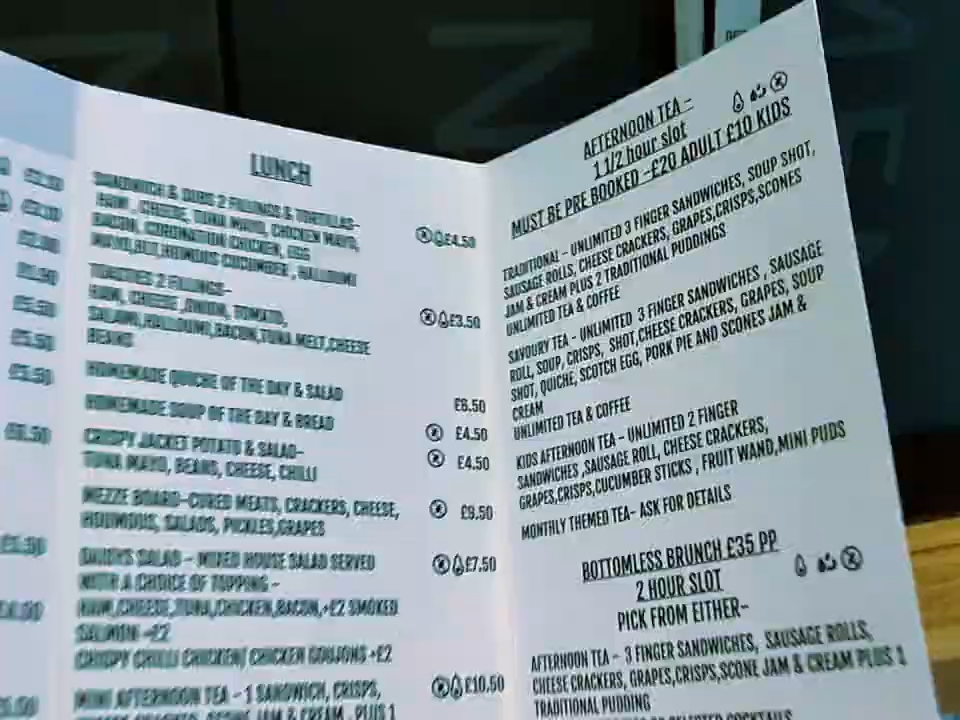 LUNCH
SANDWICH & SUBS 2 FILLINGS & TORTILLAS-
HAM, CHEESE, TUNA MAYO, CHICKEN MAYO,
BACON, CORONATION CHICKEN, EGG
MAYO,BLT,HOUMOUS CUCUMBER , HALLOUMI
£4.50
TOASTIES 2 FILLINGS-
HAM, CHEESE ,ONION, TOMATO,
SALAMI,HALLOUMI,BACON,TUNA MELT,CHEESE
BEANS
£3.50
HOMEMADE QUICHE OF THE DAY & SALAD
£6.50
HOMEMADE SOUP OF THE DAY & BREAD
£4.50
CRISPY JACKET POTATO & SALAD-
£4.50
TUNA MAYO, BEANS, CHEESE, CHILLI
MEZZE BOARD-CURED MEATS, CRACKERS, CHEESE,
HOUMOUS, SALADS, PICKLES,GRAPES
£9.50
SALAD - MIXED HOUSE SALAD SERVED
WITH A CHOICE OF TOPPING -
£7.50
HAM,CHEESE,TUNA,CHICKEN,BACON,+£2 SMOKED
SALMON +£2
CRISPY CHILLI CHICKEN/ CHICKEN GOUJONS +£2
MINI AFTERNOON TEA - 1 SANDWICH, CRISPS,
£10.50
CHEESE CRACKER, SCONE JAM & CREAM , PLUS 1
AFTERNOON TEA -
1 1/2 hour slot
MUST BE PRE BOOKED -£20 ADULT £10 KIDS
TRADITIONAL - UNLIMITED 3 FINGER SANDWICHES, SOUP SHOT,
SAUSAGE ROLLS, CHEESE CRACKERS, GRAPES,CRISPS,SCONES
JAM & CREAM PLUS 2 TRADITIONAL PUDDINGS
UNLIMITED TEA & COFFEE
SAVOURY TEA - UNLIMITED 3 FINGER SANDWICHES , SAUSAGE
ROLL, SOUP, CRISPS, SHOT,CHEESE CRACKERS, GRAPES, SOUP
SHOT, QUICHE, SCOTCH EGG, PORK PIE AND SCONES JAM &
CREAM
UNLIMITED TEA & COFFEE
KIDS AFTERNOON TEA - UNLIMITED 2 FINGER
SANDWICHES ,SAUSAGE ROLL, CHEESE CRACKERS,
GRAPES,CRISPS,CUCUMBER STICKS , FRUIT WAND,MINI PUDS
MONTHLY THEMED TEA- ASK FOR DETAILS
BOTTOMLESS BRUNCH £35 PP
2 HOUR SLOT
PICK FROM EITHER-
AFTERNOON TEA - 3 FINGER SANDWICHES, SAUSAGE ROLLS,
CHEESE CRACKERS, GRAPES,CRISPS,SCONE JAM & CREAM PLUS 1
TRADITIONAL PUDDING
SELECTED COCKTAILS